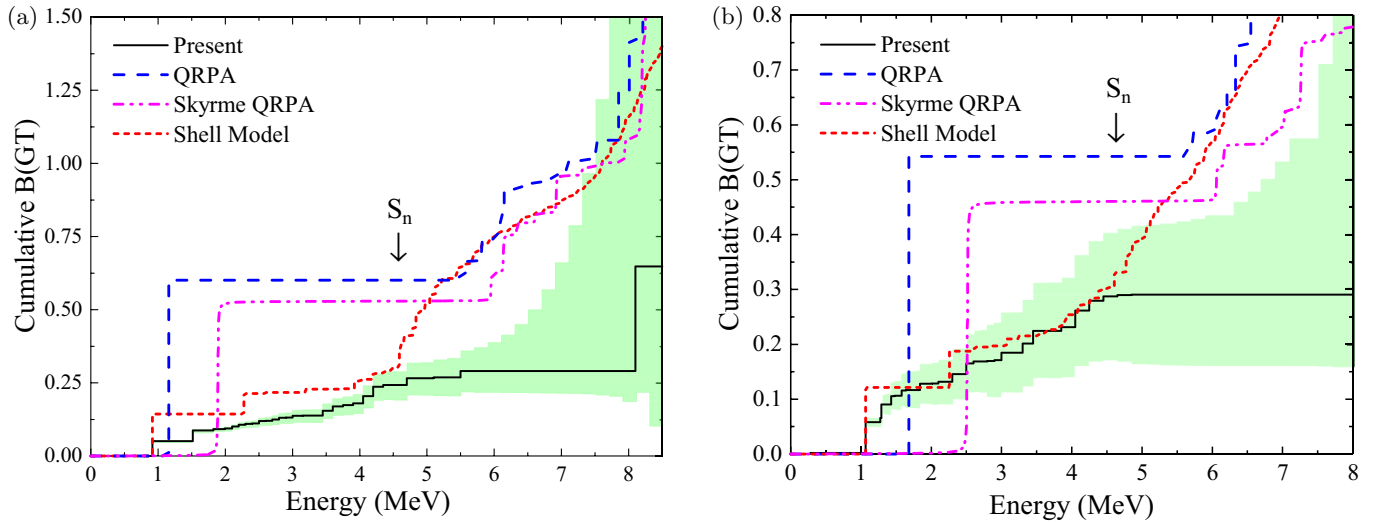 (a)
1.50
1.25
1.00
0.75
0.50
0.25
0.00
Cumulative B(GT)
Present
QRPA
Skyrme QRPA
Shell Model
Sn
0 1 2 3 4 5 6 7 8
Energy (MeV)
(b)
0.8
0.7
0.6
0.5
0.4
0.3
0.2
0.1
0.0
Cumulative B(GT)
Present
QRPA
Skyrme QRPA
Shell Model
Sn
0 1 2 3 4 5 6 7 8
Energy (MeV)